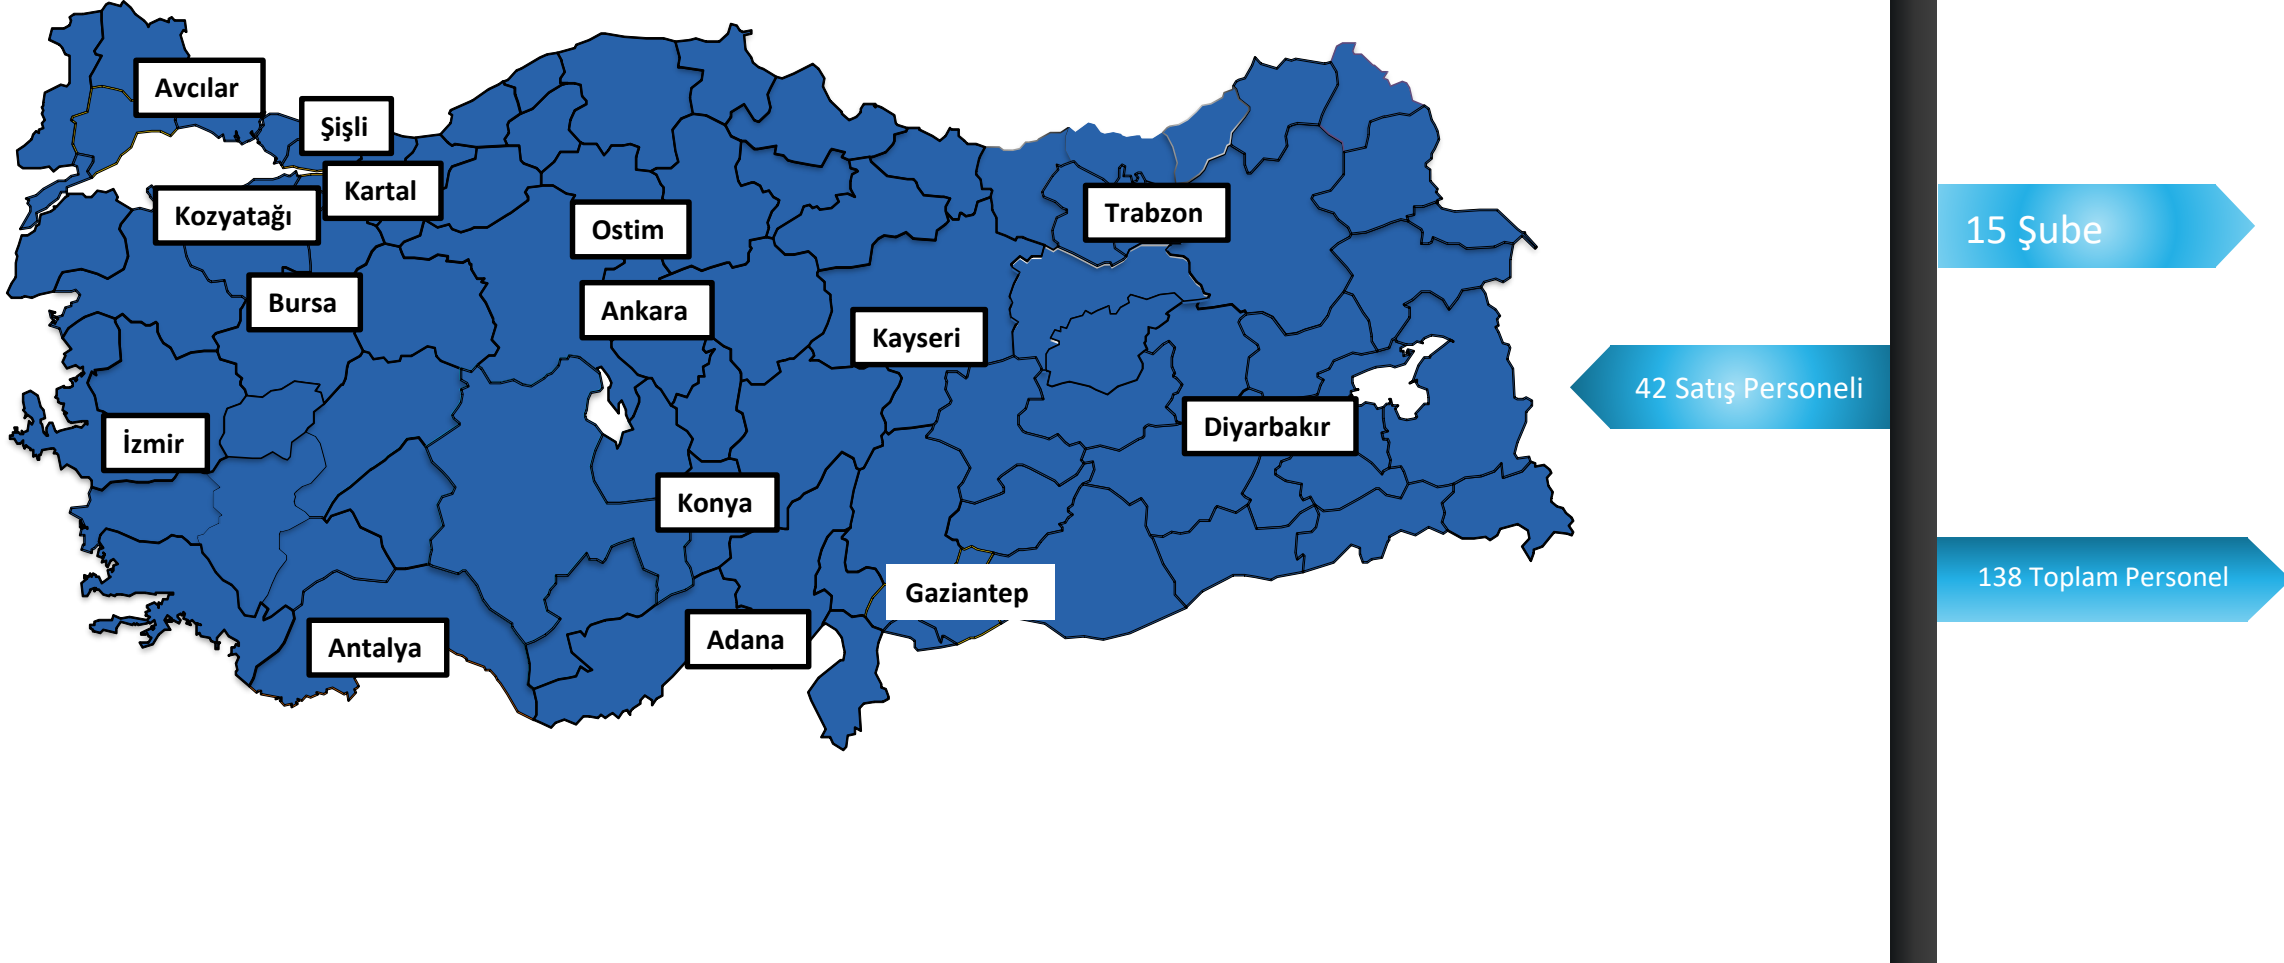 Avcılar
Şişli
Kartal
Kozyatağı
Ostim
Trabzon
Bursa
Ankara
Kayseri
İzmir
Diyarbakır
Konya
Gaziantep
Antalya
Adana
15 Şube
42 Satış Personeli
138 Toplam Personel